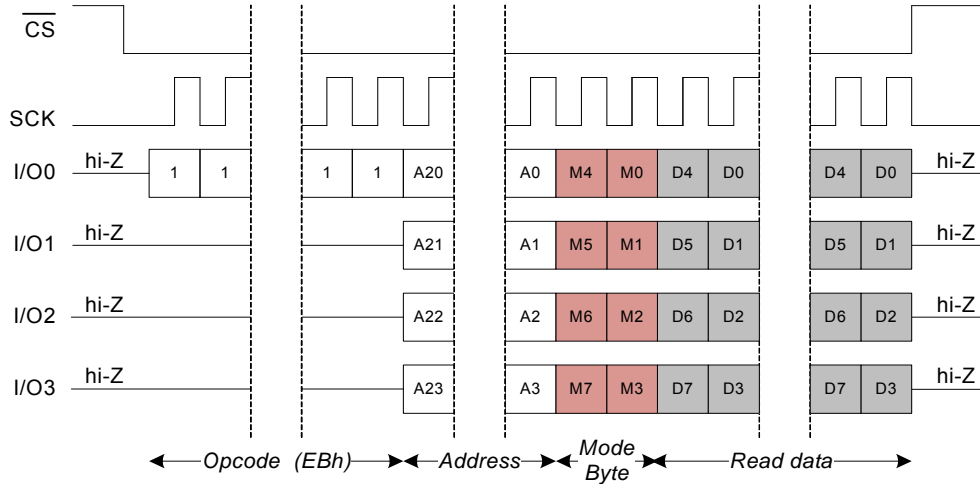 CS
SCK
I/O0 hi-Z 1 1 1 1 A20 A0 M4 M0 D4 D0 D4 D0 hi-Z
I/O1 hi-Z A21 A1 M5 M1 D5 D1 D5 D1 hi-Z
I/O2 hi-Z A22 A2 M6 M2 D6 D2 D6 D2 hi-Z
I/O3 hi-Z A23 A3 M7 M3 D7 D3 D7 D3 hi-Z
Opcode (EBh) Address Mode Byte Read data